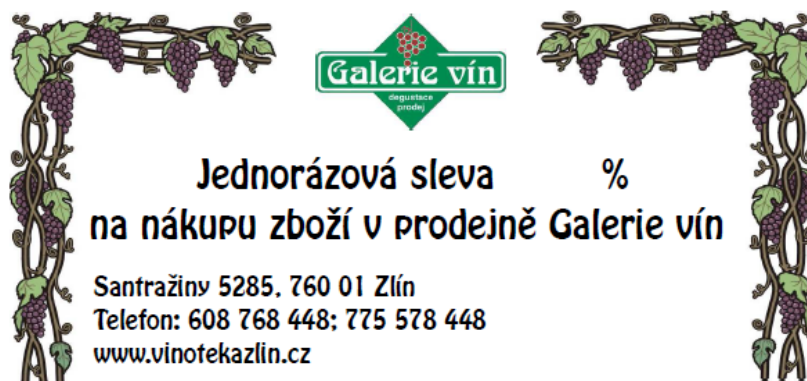 Galerie vín
degustace
prodej
Jednorázová sleva %
na nákupu zboží v prodejně Galerie vín
Santražiny 5285, 760 01 Zlín
Telefon: 608 768 448; 775 578 448
www.vinotekazlin.cz